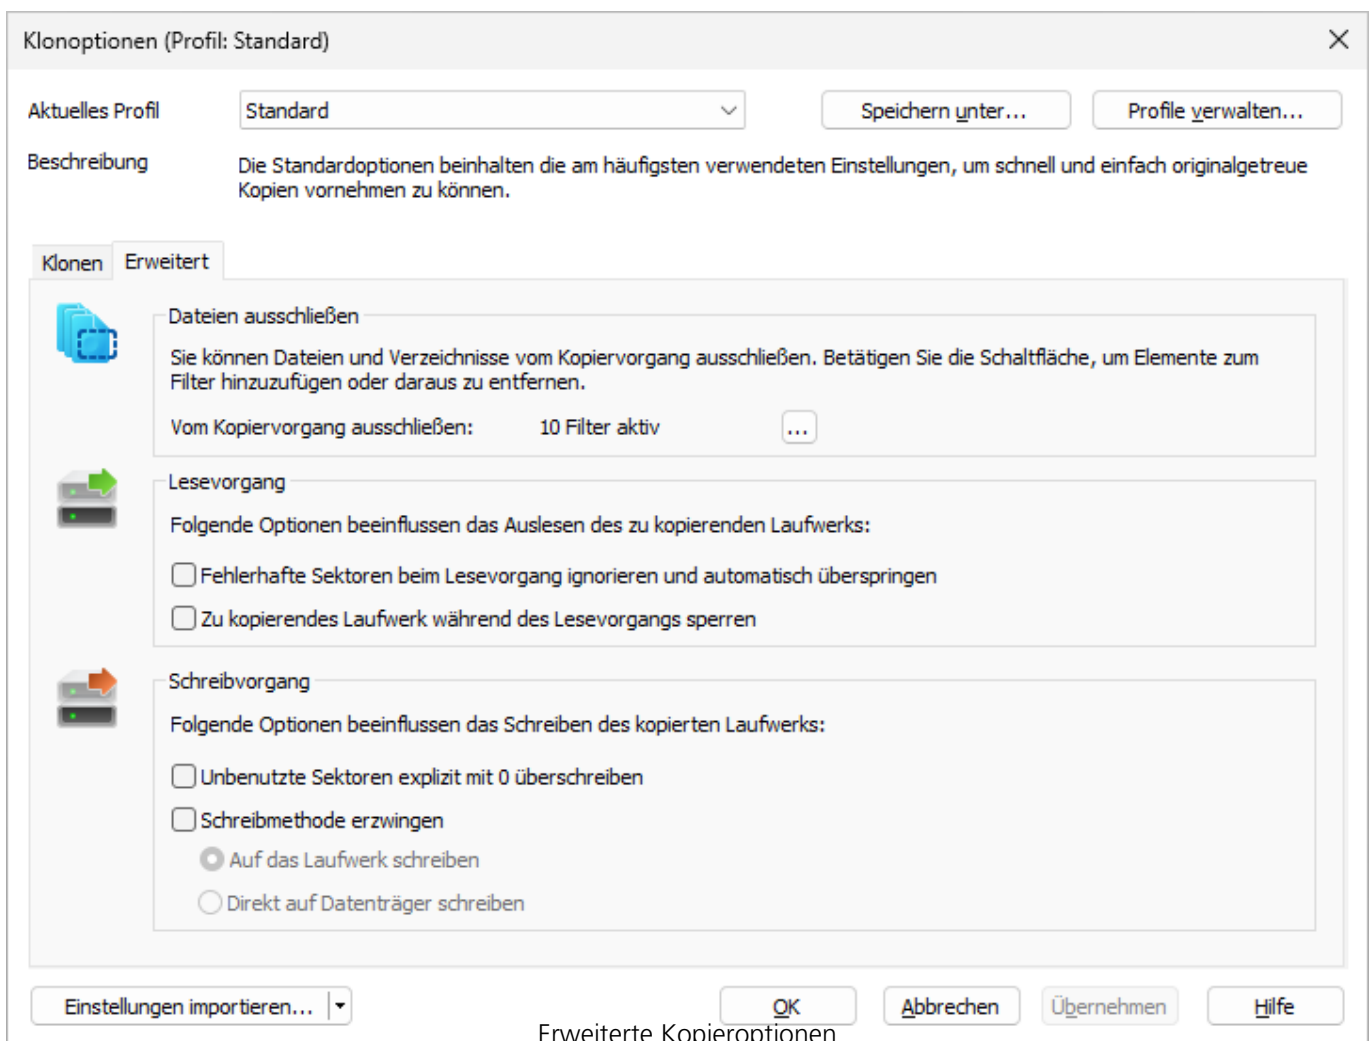 Klonoptionen (Profil: Standard)
Aktuelles Profil
Standard
Speichern unter...
Profile verwalten...
Beschreibung
Die Standardoptionen beinhalten die am häufigsten verwendeten Einstellungen, um schnell und einfach originalgetreue
Kopien vornehmen zu können.
Klonen
Erweitert
Dateien ausschließen
Sie können Dateien und Verzeichnisse vom Kopiervorgang ausschließen. Betätigen Sie die Schaltfläche, um Elemente zum
Filter hinzuzufügen oder daraus zu entfernen.
Vom Kopiervorgang ausschließen:
10 Filter aktiv
...
Lesevorgang
Folgende Optionen beeinflussen das Auslesen des zu kopierenden Laufwerks:
Fehlerhafte Sektoren beim Lesevorgang ignorieren und automatisch überspringen
Zu kopierendes Laufwerk während des Lesevorgangs sperren
Schreibvorgang
Folgende Optionen beeinflussen das Schreiben des kopierten Laufwerks:
Unbenutzte Sektoren explizit mit 0 überschreiben
Schreibmethode erzwingen
Auf das Laufwerk schreiben
Direkt auf Datenträger schreiben
Einstellungen importieren...
OK
Abbrechen
Übernehmen
Hilfe
Erweiterte Kopieroptionen